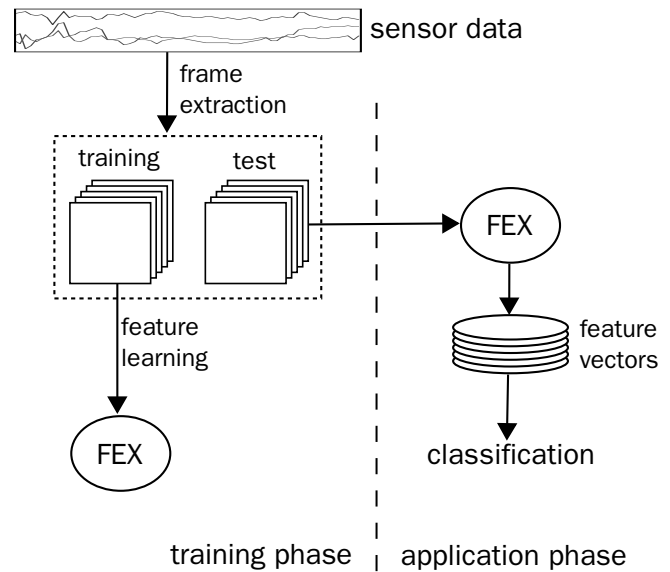 sensor data
frame
extraction
training
test
FEX
feature
learning
feature
vectors
FEX
classification
training phase
application phase